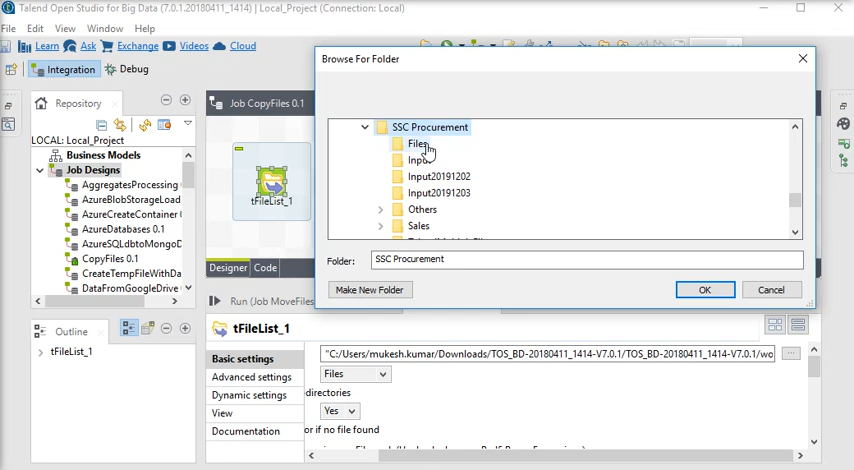 Talend Open Studio for Big Data (7.0.1.20180411_1414) | Local_Project (Connection: Local)
File Edit View Window Help
Learn Ask Exchange Videos Cloud
Integration Debug
Repository
LOCAL: Local_Project
Business Models
Job Designs
AggregatesProcessing
AzureBlobStorageLoad
AzureCreateContainer
AzureDatabases 0.1
AzureSQLdbtoMongoD
CopyFiles 0.1
CreateTempFileWithDa
DataFromGoogleDrive
Outline
tFileList_1
Job CopyFiles 0.1
tFileList_1
Designer Code
Browse For Folder
SSC Procurement
Files
Input
Input20191202
Input20191203
Others
Sales
Folder: SSC Procurement
Make New Folder OK Cancel
Run (Job MoveFiles
tFileList_1
Basic settings
Advanced settings
Dynamic settings
View
Documentation
"C:/Users/mukesh.kumar/Downloads/TOS_BD-20180411_1414-V7.0.1/TOS_BD-20180411_1414-V7.0.1/wo
Files
directories
Yes
or if no file found